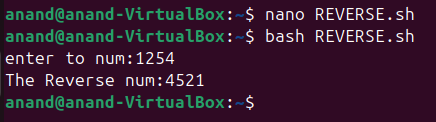 anand@anand-VirtualBox:~$ nano REVERSE.sh
anand@anand-VirtualBox:~$ bash REVERSE.sh
enter to num:1254
The Reverse num:4521
anand@anand-VirtualBox:~$